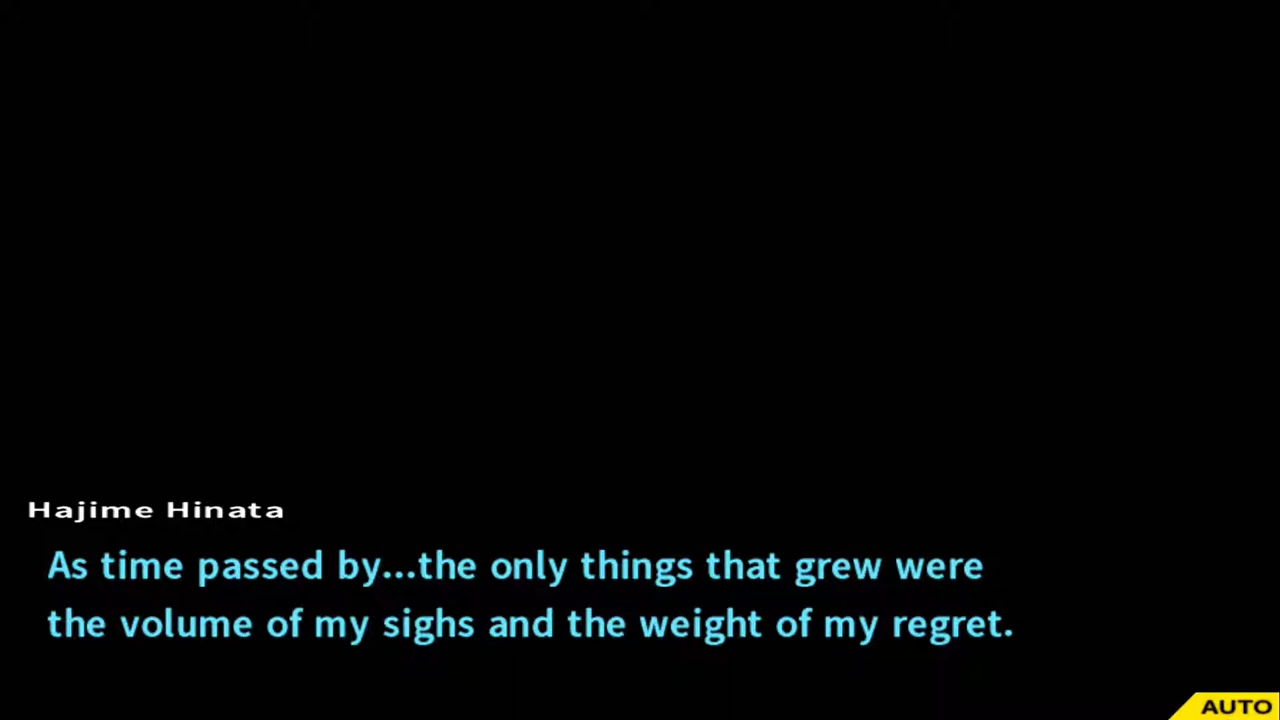 Hajime Hinata
As time passed by...the only things that grew were
the volume of my sighs and the weight of my regret.
AUTO